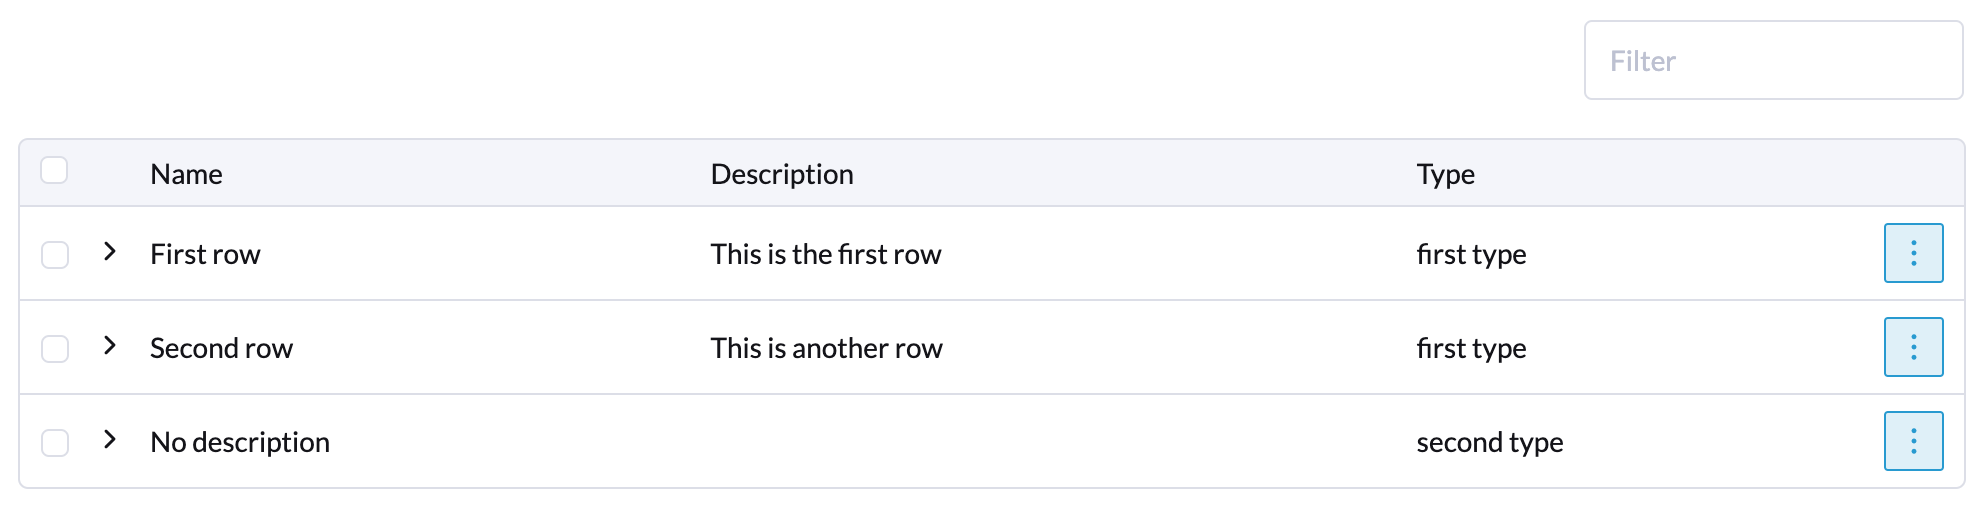 Filter
Name Description Type
First row This is the first row first type
Second row This is another row first type
No description second type